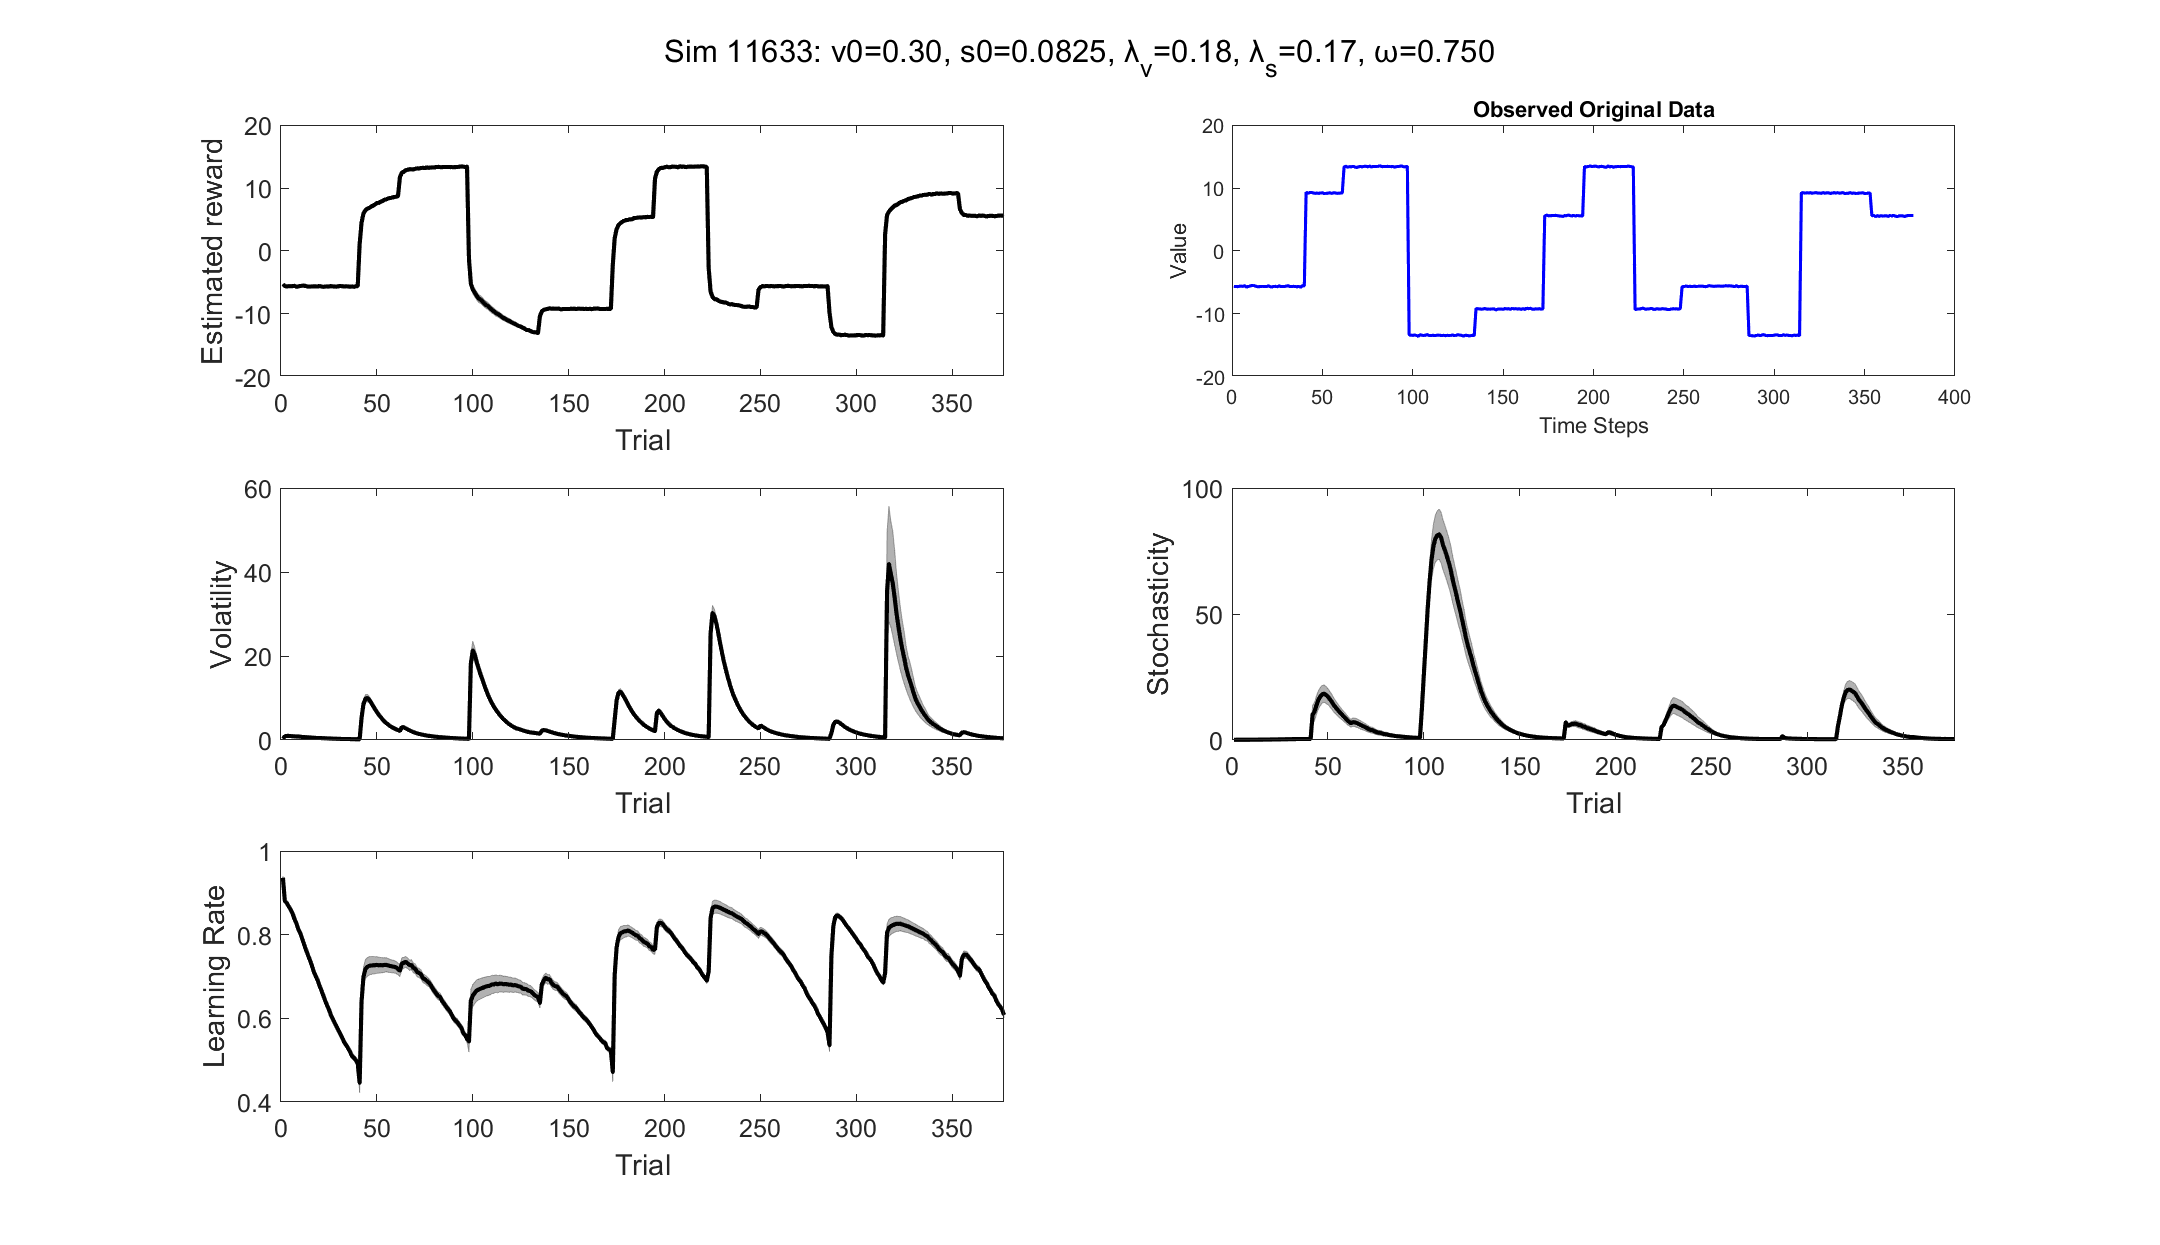 Sim 11633: v0=0.30, s0=0.0825, λ_v=0.18, λ_s=0.17, ω=0.750
Estimated reward
20
10
0
-10
-20
0 50 100 150 200 250 300 350
Trial
Observed Original Data
Value
20
10
0
-10
-20
0 50 100 150 200 250 300 350 400
Time Steps
Volatility
60
40
20
0
0 50 100 150 200 250 300 350
Trial
Stochasticity
100
50
0
0 50 100 150 200 250 300 350
Trial
Learning Rate
1
0.8
0.6
0.4
0 50 100 150 200 250 300 350
Trial